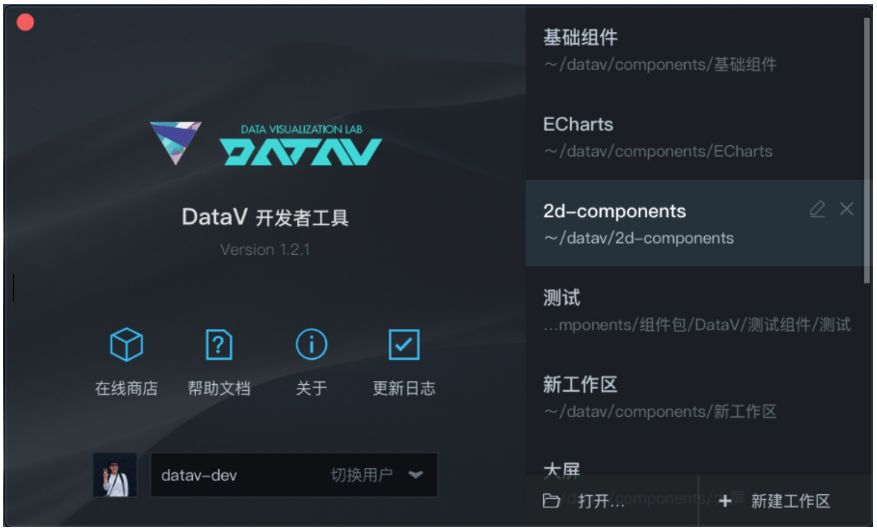 DATA VISUALIZATION LAB
DATAV
DataV 开发者工具
Version 1.2.1
在线商店
帮助文档
关于
更新日志
datav-dev
切换用户
基础组件
~/datav/components/基础组件
ECharts
~/datav/components/ECharts
2d-components
~/datav/2d-components
测试
...mponents/组件包/DataV/测试组件/测试
新工作区
~/datav/components/新工作区
大屏
打开...
新建工作区